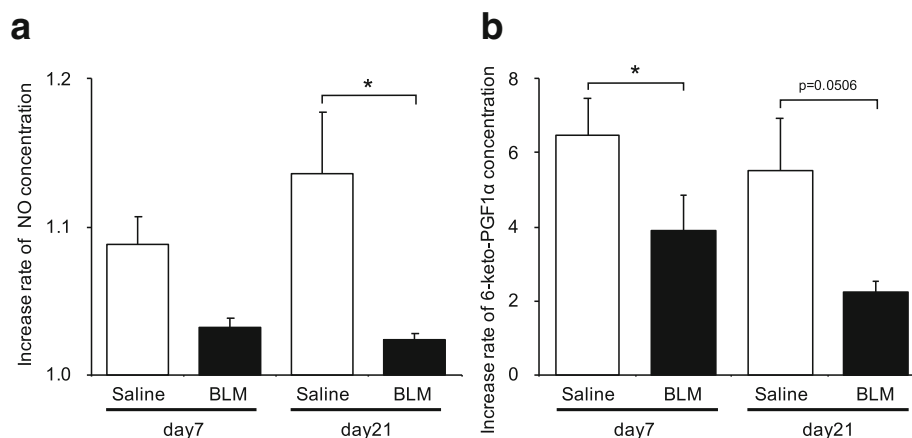 a
Increase rate of NO concentration
1.2
1.1
1.0
*
Saline BLM Saline BLM
day7 day21
b
Increase rate of 6-keto-PGF1α concentration
8
6
4
2
0
*
p=0.0506
Saline BLM Saline BLM
day7 day21